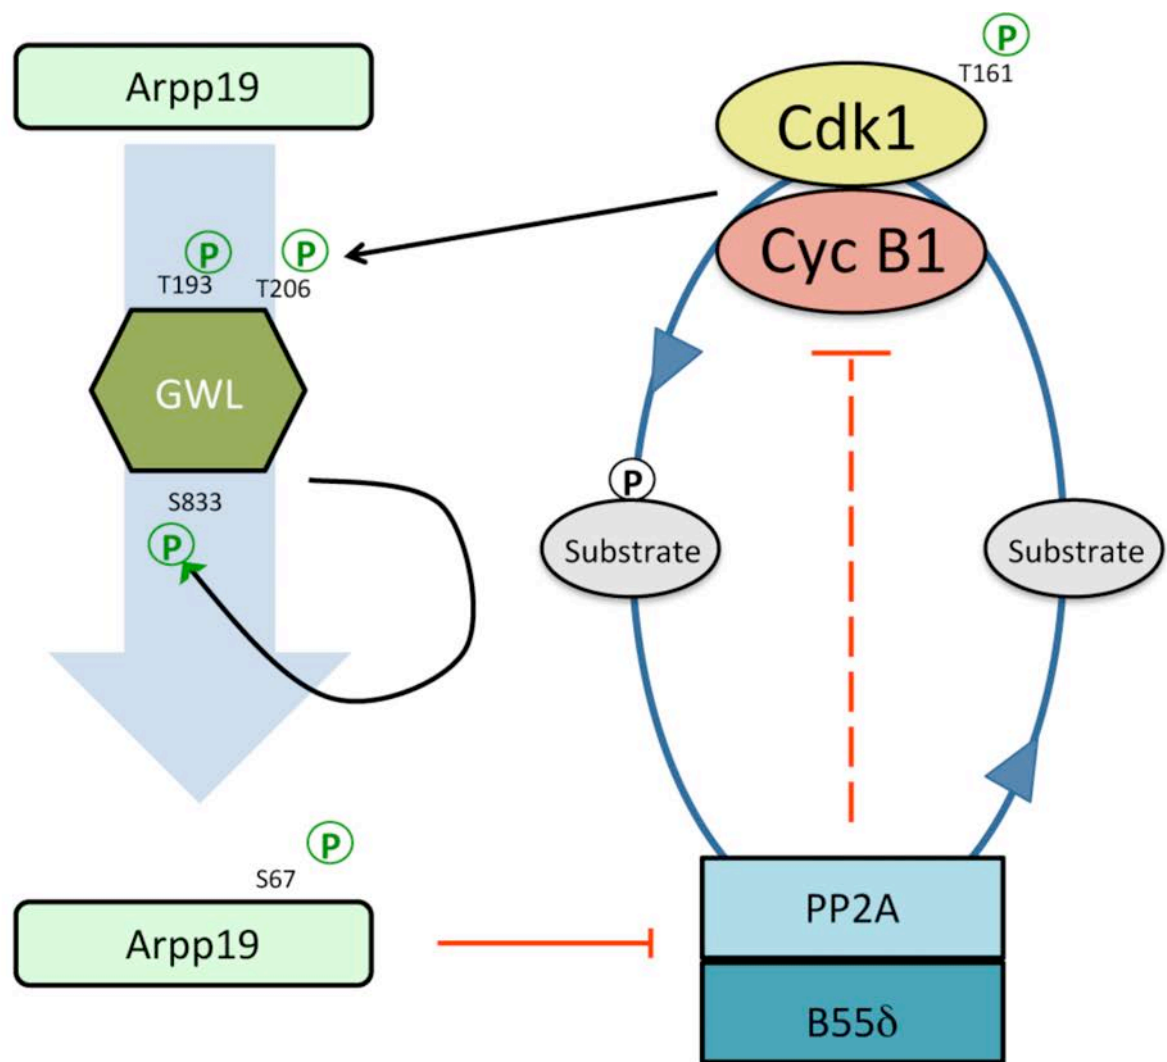 Arpp19
P
T161
Cdk1
Cyc B1
P
P
T193
T206
GWL
S833
P
P
Substrate
Substrate
P
S67
Arpp19
PP2A
B55δ